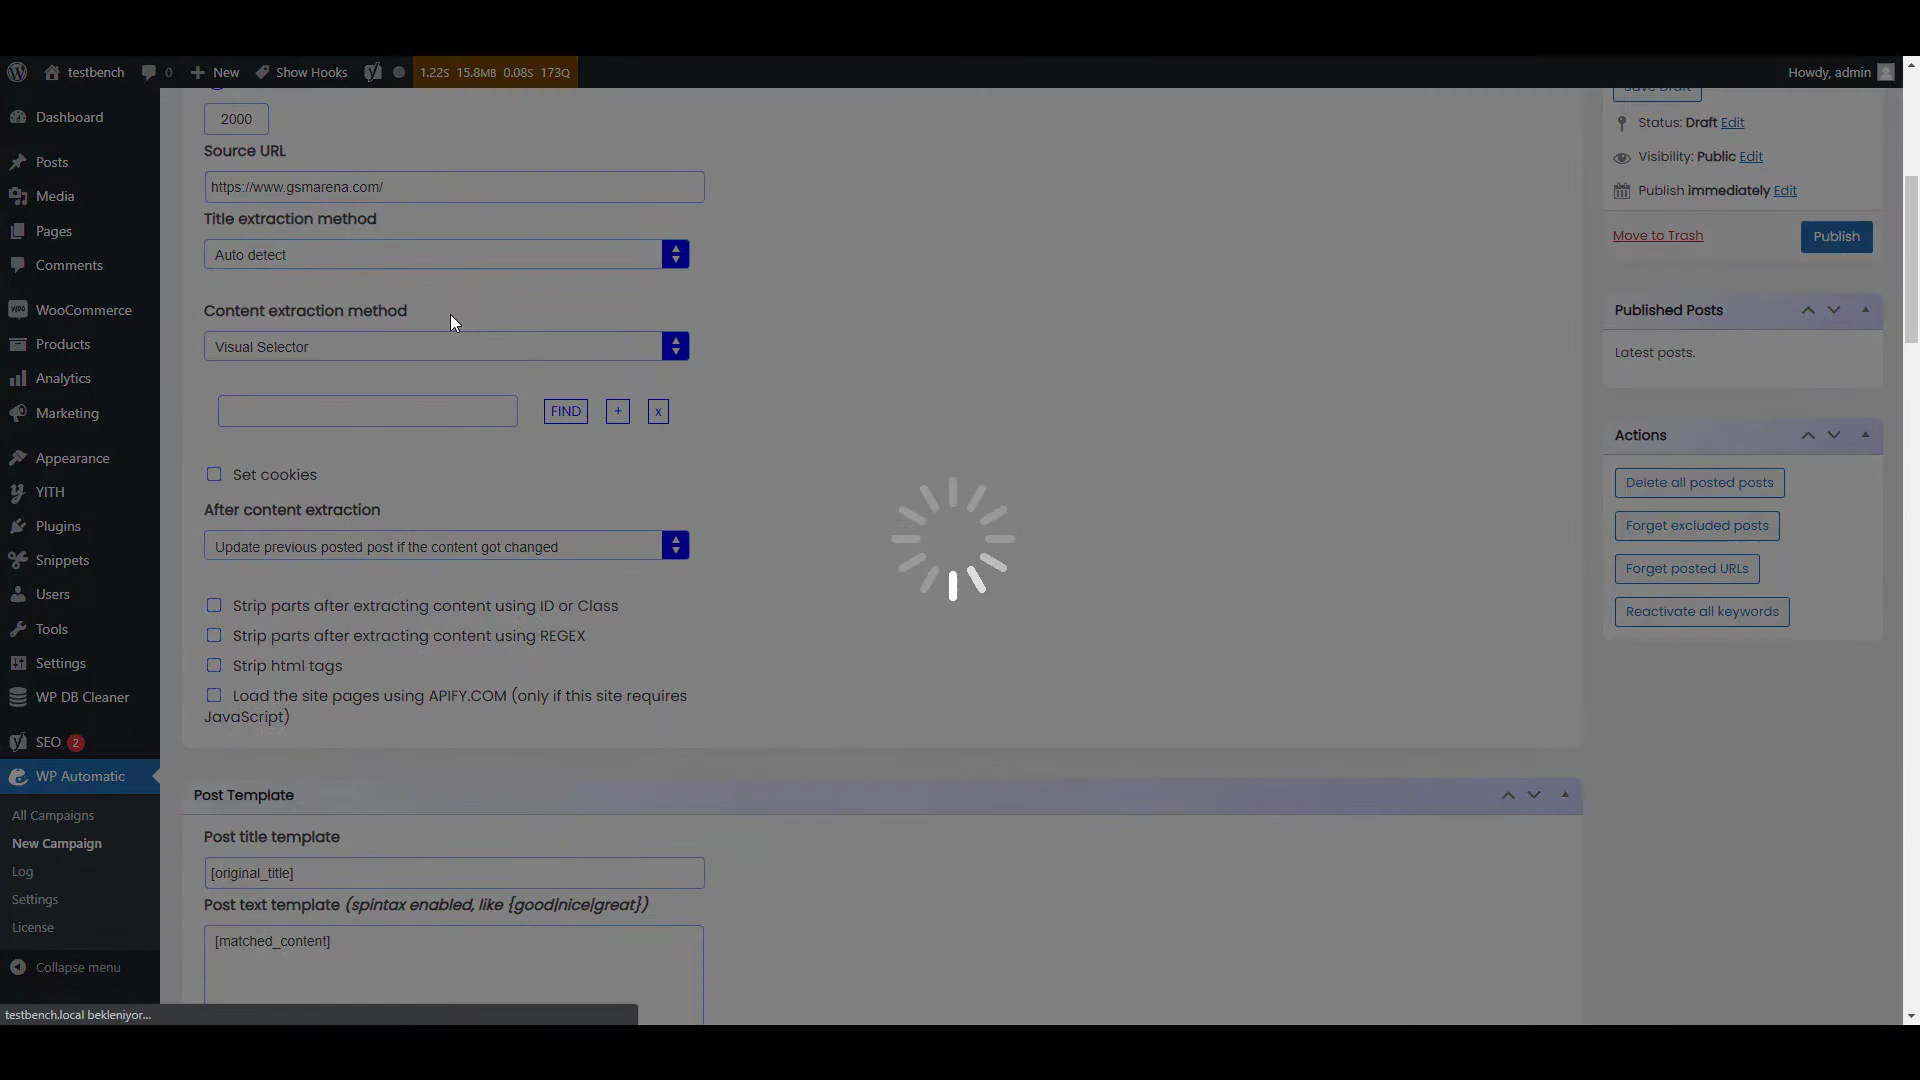 testbench
0
New
Show Hooks
1.22S 15.8MB 0.08S 173Q
Howdy, admin
Dashboard
Posts
Media
Pages
Comments
WooCommerce
Products
Analytics
Marketing
Appearance
YITH
Plugins
Snippets
Users
Tools
Settings
WP DB Cleaner
SEO 2
WP Automatic
All Campaigns
New Campaign
Log
Settings
License
Collapse menu
testbench.local bekleniyor...
2000
Source URL
https://www.gsmarena.com/
Title extraction method
Auto detect
Content extraction method
Visual Selector
FIND + x
Set cookies
After content extraction
Update previous posted post if the content got changed
Strip parts after extracting content using ID or Class
Strip parts after extracting content using REGEX
Strip html tags
Load the site pages using APIFY.COM (only if this site requires
JavaScript)
Post Template
Post title template
[original_title]
Post text template (spintax enabled, like {good|nice|great})
[matched_content]
Save Draft
Status: Draft Edit
Visibility: Public Edit
Publish immediately Edit
Move to Trash
Publish
Published Posts
Latest posts.
Actions
Delete all posted posts
Forget excluded posts
Forget posted URLs
Reactivate all keywords